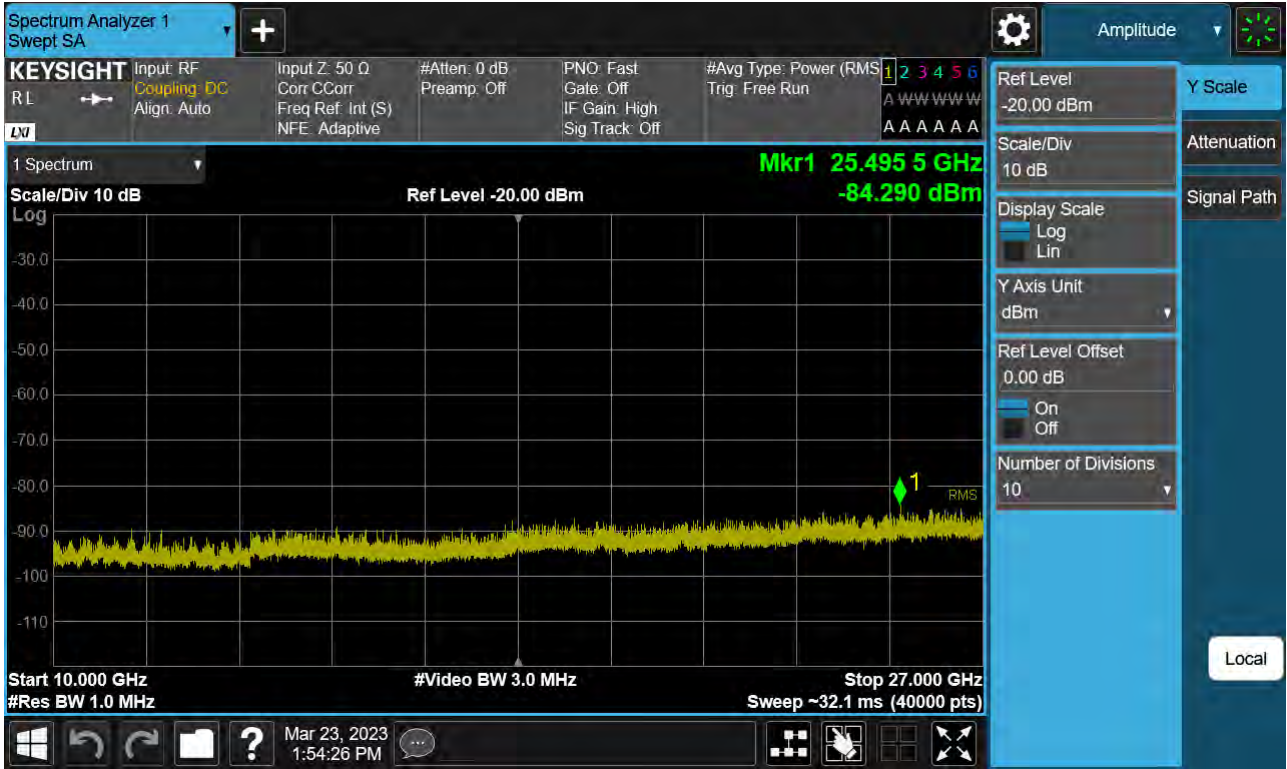 Spectrum Analyzer 1
Swept SA
Amplitude
KEYSIGHT
R L
LXI
Input: RF
Coupling: DC
Align: Auto
Input Z: 50 Ω
Corr CCorr
Freq Ref: Int (S)
NFE: Adaptive
#Atten: 0 dB
Preamp: Off
PNO: Fast
Gate: Off
IF Gain: High
Sig Track: Off
#Avg Type: Power (RMS
Trig: Free Run
1 2 3 4 5 6
A W W W W W
A A A A A A
1 Spectrum
Mkr1 25.495 5 GHz
-84.290 dBm
Scale/Div 10 dB
Ref Level -20.00 dBm
Log
-30.0
-40.0
-50.0
-60.0
-70.0
-80.0
-90.0
-100
-110
1
RMS
Start 10.000 GHz
#Video BW 3.0 MHz
Stop 27.000 GHz
#Res BW 1.0 MHz
Sweep ~32.1 ms (40000 pts)
Ref Level
-20.00 dBm
Scale/Div
10 dB
Display Scale
Log
Lin
Y Axis Unit
dBm
Ref Level Offset
0.00 dB
On
Off
Number of Divisions
10
Y Scale
Attenuation
Signal Path
Local
?
Mar 23, 2023
1:54:26 PM